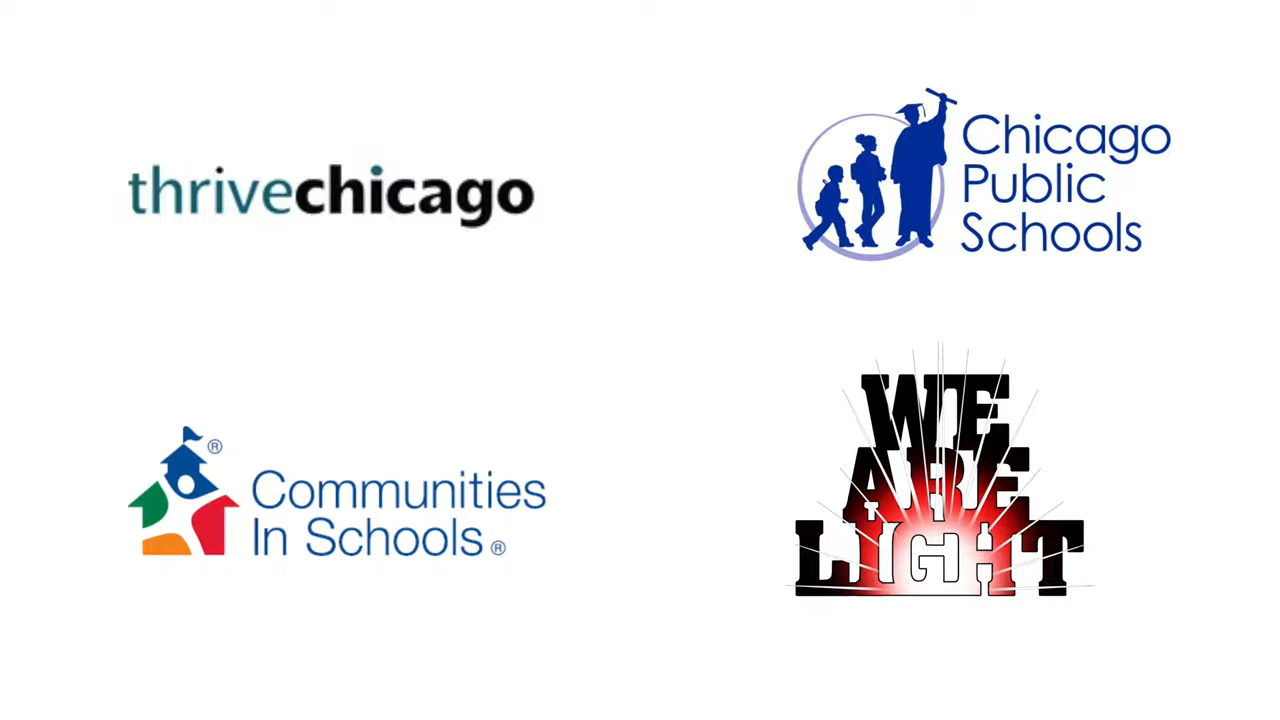 thrivechicago
Chicago
Public
Schools
Communities
In Schools®
®
WE
ARE
LIGHT